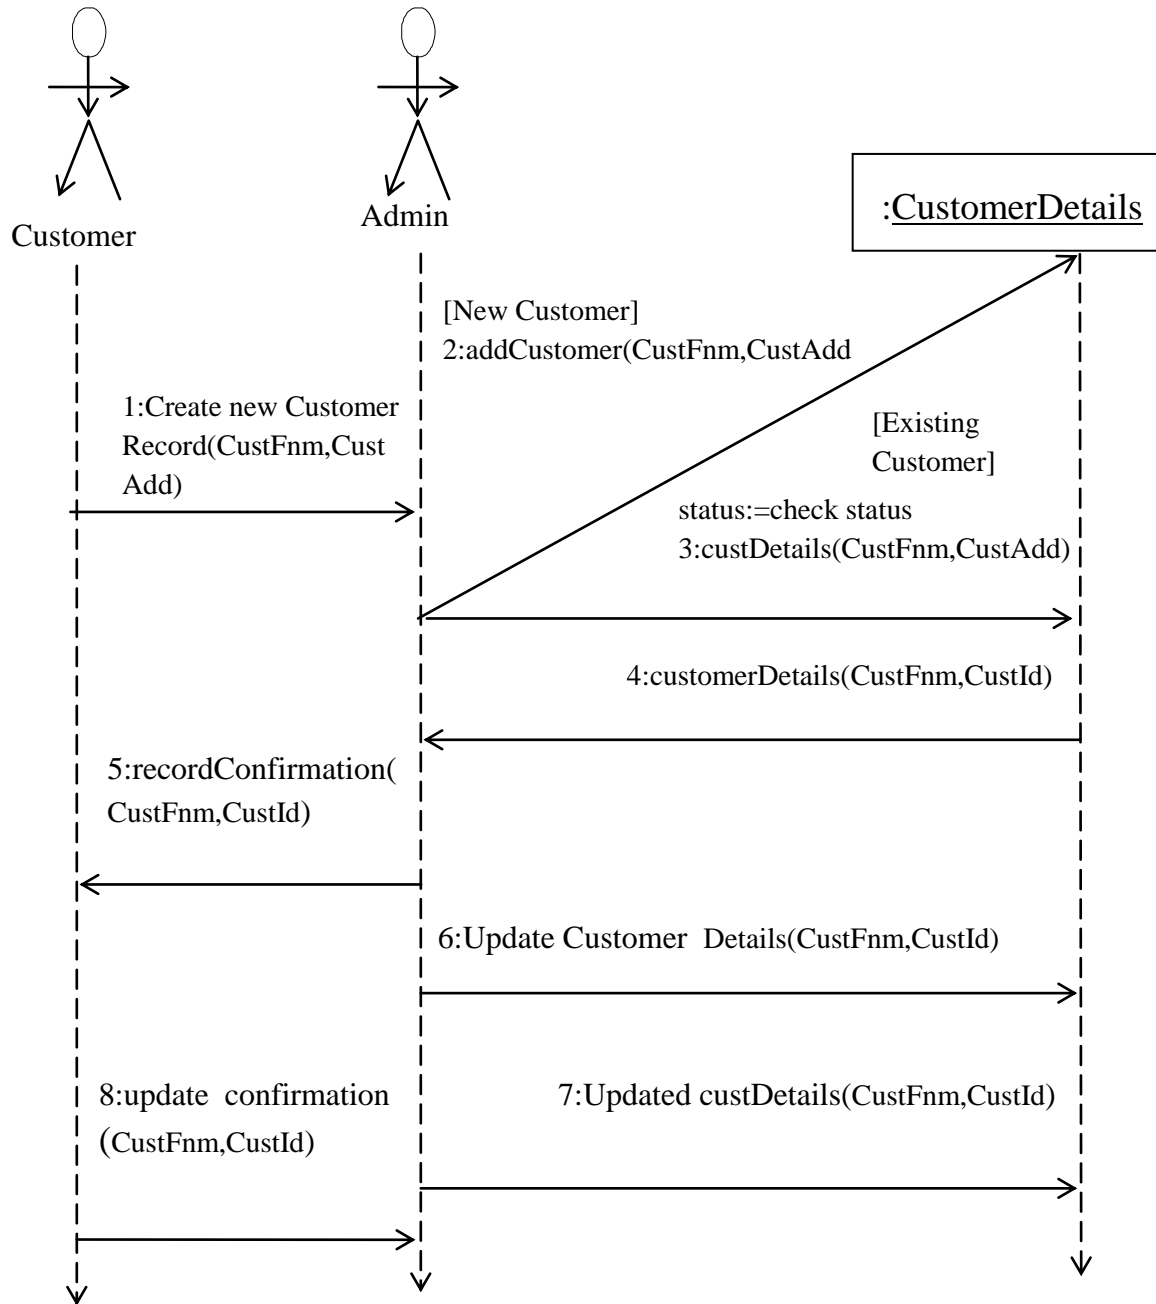 Customer
Admin
:CustomerDetails
[New Customer]
2:addCustomer(CustFnm,CustAdd
1:Create new Customer
Record(CustFnm,Cust
Add)
[Existing
Customer]
status:=check status
3:custDetails(CustFnm,CustAdd)
4:customerDetails(CustFnm,CustId)
5:recordConfirmation(
CustFnm,CustId)
6:Update Customer Details(CustFnm,CustId)
8:update confirmation
(CustFnm,CustId)
7:Updated custDetails(CustFnm,CustId)